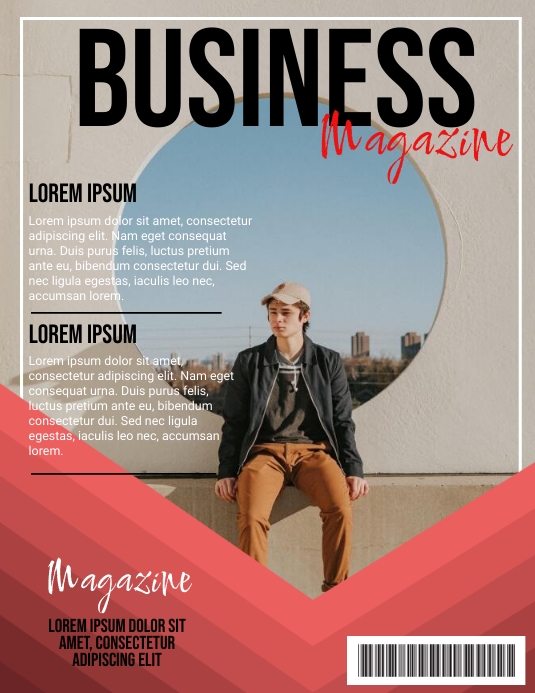 BUSINESS
Magazine
LOREM IPSUM
Lorem ipsum dolor sit amet, consectetur
adipiscing elit. Nam eget consequat
urna. Duis purus felis, luctus pretium
ante eu, bibendum consectetur dui. Sed
nec ligula egestas, iaculis leo nec,
accumsan lorem.
LOREM IPSUM
Lorem ipsum dolor sit amet,
consectetur adipiscing elit. Nam eget
consequat urna. Duis purus felis,
luctus pretium ante eu, bibendum
consectetur dui. Sed nec ligula
egestas, iaculis leo nec, accumsan
lorem.
Magazine
LOREM IPSUM DOLOR SIT
AMET, CONSECTETUR
ADIPISCING ELIT